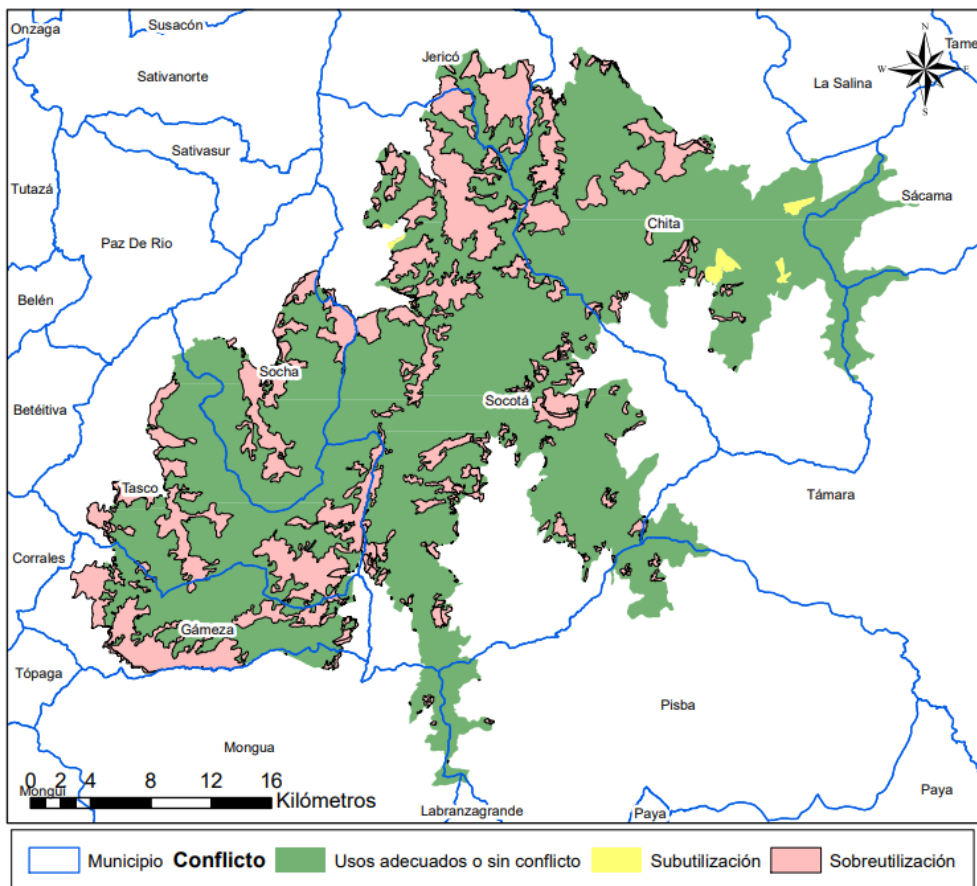 Onzaga
Susacón
Tame
Jericó
Sativanorte
La Salina
N
W
E
S
Sativasur
Tutazá
Sácama
Chita
Paz De Rio
Belén
Socha
Betéitiva
Socotá
Tasco
Támara
Corrales
Gámeza
Tópaga
Pisba
Mongua
0 2 4 8 12 16
Kilómetros
Mongui
Paya
Labranzagrande
Paya
Municipio Conflicto Usos adecuados o sin conflicto Subutilización Sobreutilización